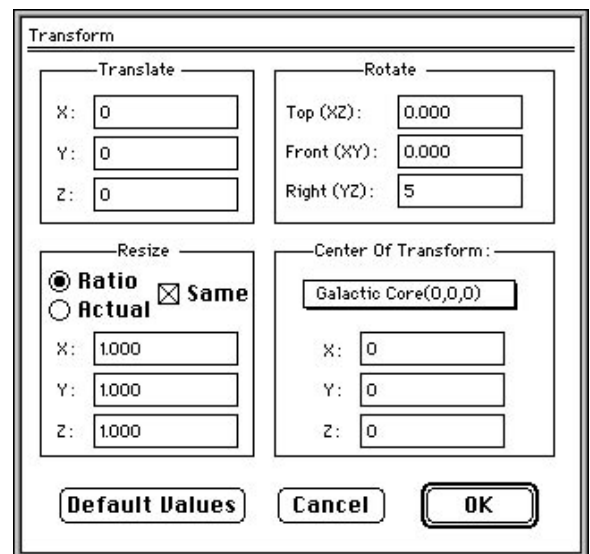 Transform
Translate
X: 0
Y: 0
Z: 0
Rotate
Top (XZ): 0.000
Front (XY): 0.000
Right (YZ): 5
Resize
Ratio
Actual
Same
X: 1.000
Y: 1.000
Z: 1.000
Center Of Transform:
Galactic Core(0,0,0)
X: 0
Y: 0
Z: 0
Default Values
Cancel
OK